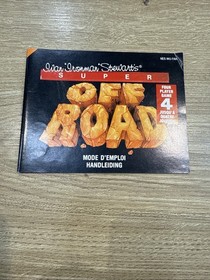 Ivan "Ironman" Stewart's
SUPER
OFF
ROAD
FOUR
PLAYER
GAME
4
MODE D'EMPLOI
HANDLEIDING